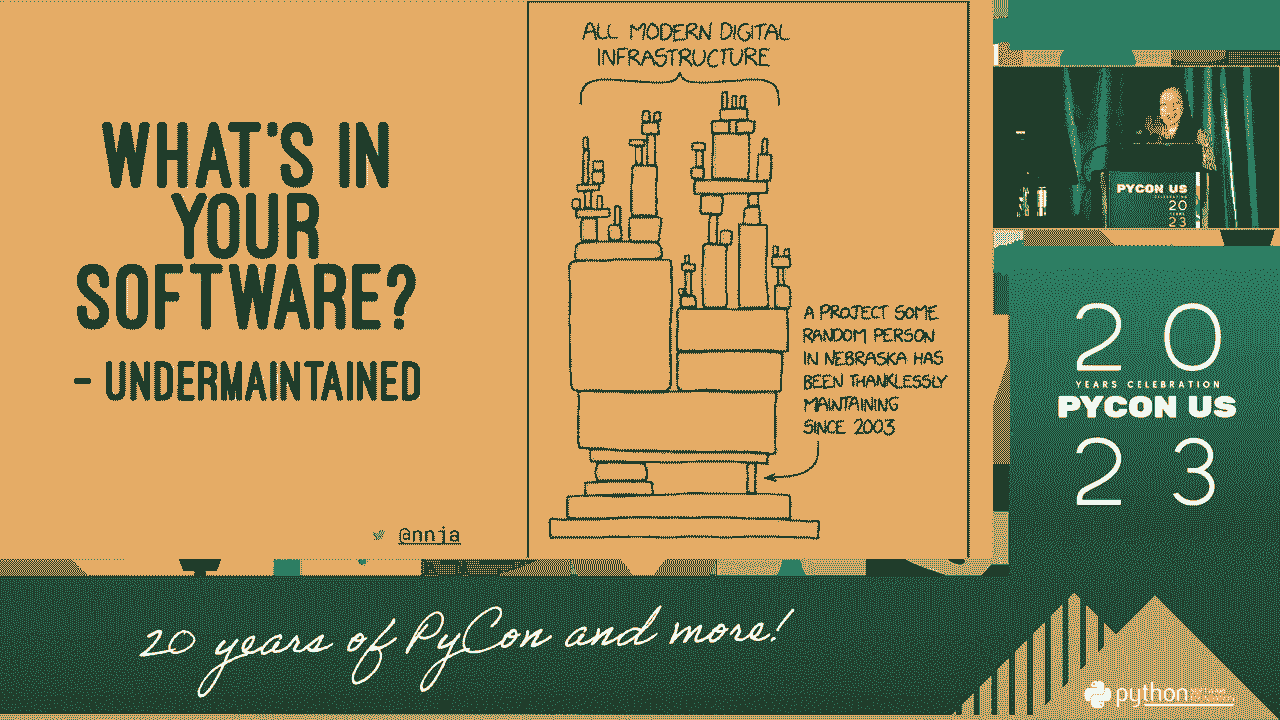 WHAT'S IN
YOUR
SOFTWARE?
- UNDERMAINTAINED
@nnja
ALL MODERN DIGITAL
INFRASTRUCTURE
A PROJECT SOME
RANDOM PERSON
IN NEBRASKA HAS
BEEN THANKLESSLY
MAINTAINING
SINCE 2003
PYCON US
CELEBRATING
20
YEARS
23
20
YEARS CELEBRATION
PYCON US
23
20 years of PyCon and more!
python